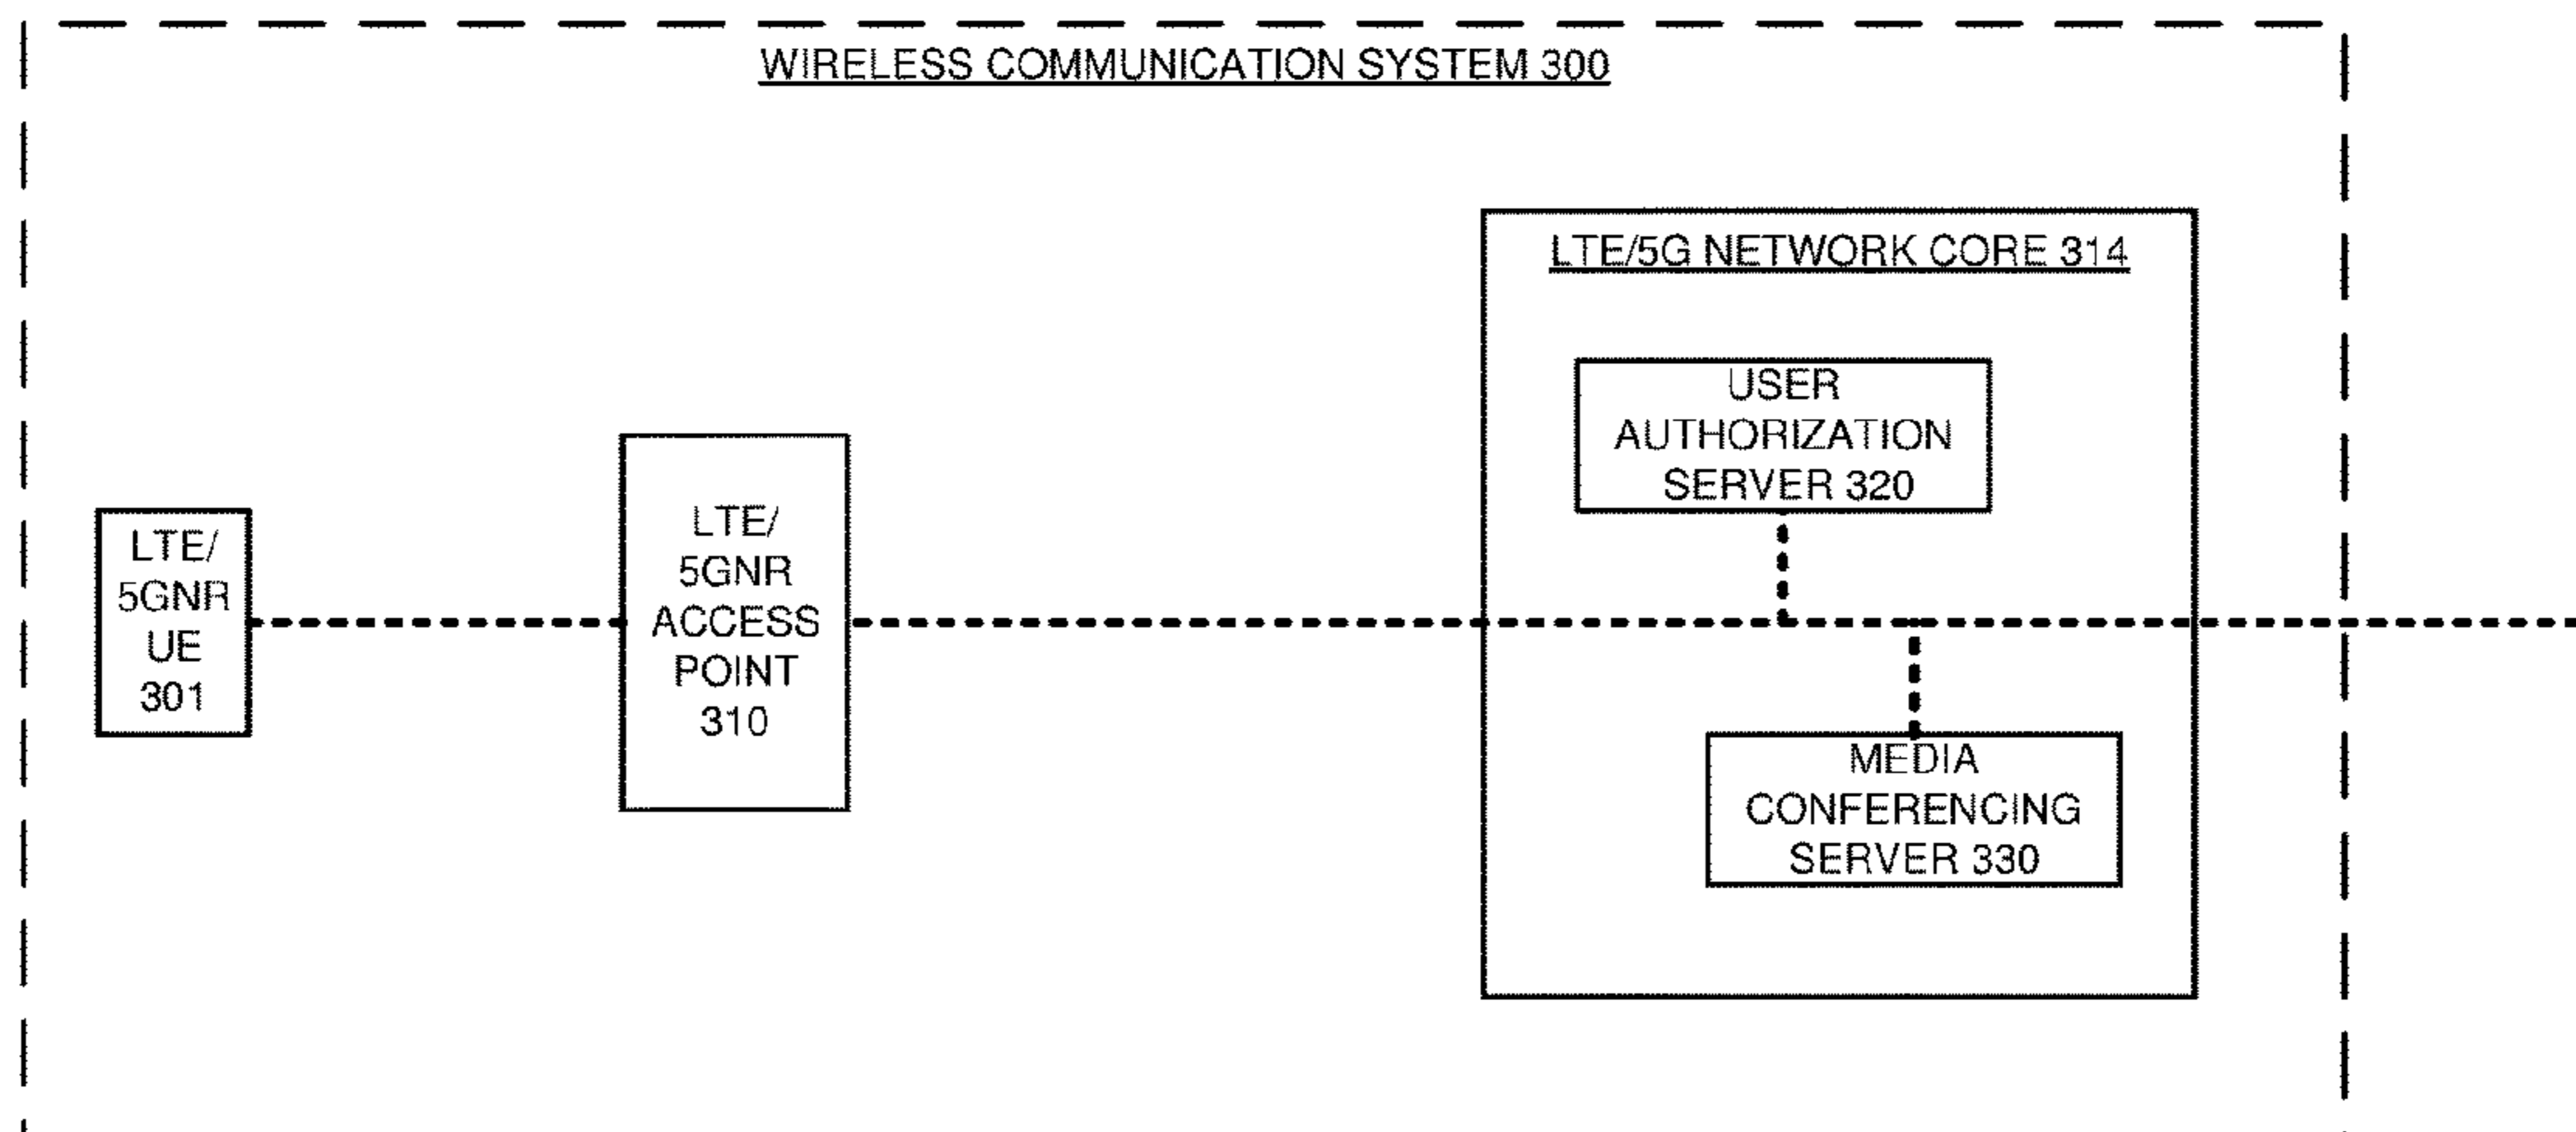 WIRELESS COMMUNICATION SYSTEM 300
LTE/5G NETWORK CORE 314
USER
AUTHORIZATION
SERVER 320
LTE/
5GNR
UE
301
LTE/
5GNR
ACCESS
POINT
310
MEDIA
CONFERENCING
SERVER 330